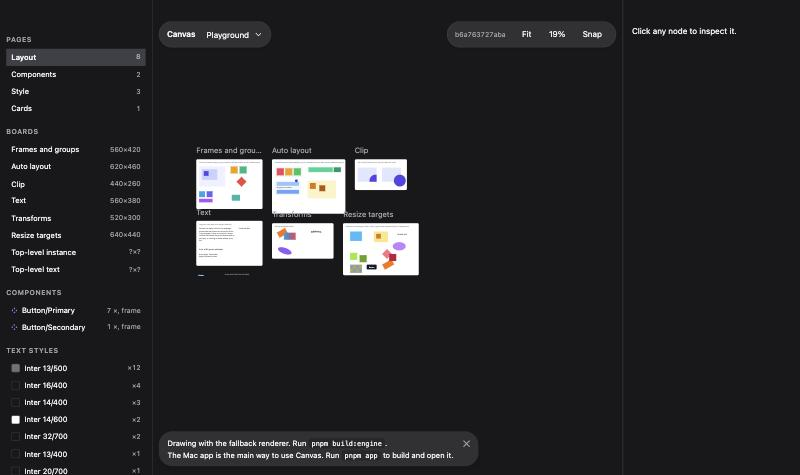 PAGES
Layout 8
Components 2
Style 3
Cards 1
BOARDS
Frames and groups 560×420
Auto layout 620×460
Clip 440×260
Text 560×380
Transforms 520×300
Resize targets 640×440
Top-level instance ?×?
Top-level text ?×?
COMPONENTS
Button/Primary 7 ×, frame
Button/Secondary 1 ×, frame
TEXT STYLES
Inter 13/500 ×12
Inter 16/400 ×4
Inter 14/400 ×3
Inter 14/600 ×2
Inter 32/700 ×2
Inter 13/400 ×1
Inter 20/700 ×1
Canvas Playground
b6a763727aba Fit 19% Snap
Frames and grou... Auto layout Clip
Text Transforms Resize targets
Drawing with the fallback renderer. Run pnpm build:engine .
The Mac app is the main way to use Canvas. Run pnpm app to build and open it.
Click any node to inspect it.